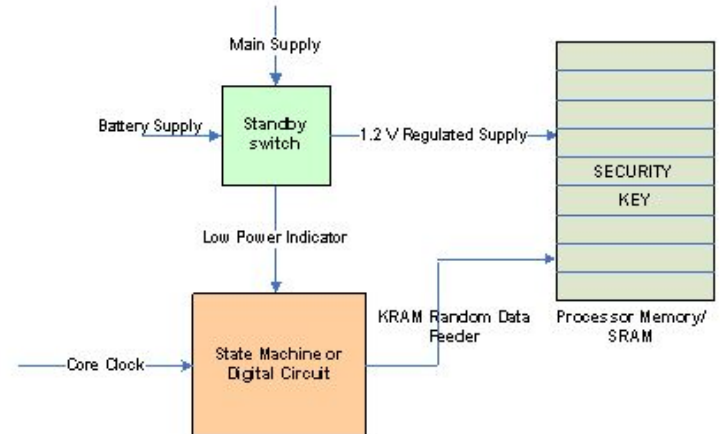 Main Supply
Battery Supply
Standby
switch
1.2 V Regulated Supply
SECURITY
KEY
Low Power Indicator
KRAM Random Data
Feeder
Processor Memory/
SRAM
Core Clock
State Machine or
Digital Circuit